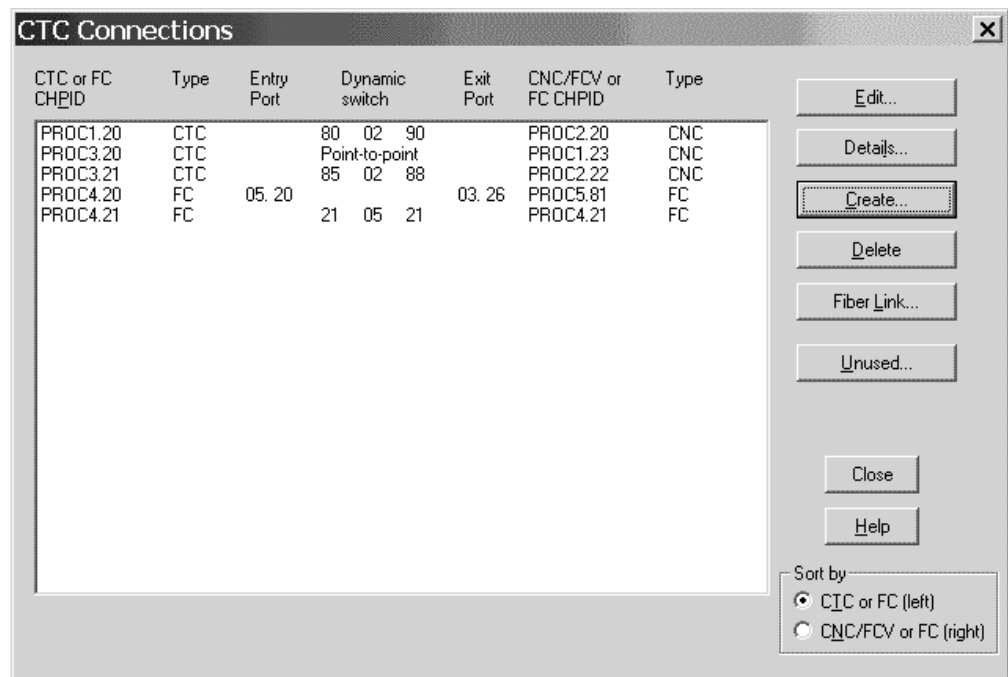 CTC Connections
CTC or FC CHPID Type Entry Port Dynamic switch Exit Port CNC/FCV or FC CHPID Type
PROC1.20 CTC 80 02 90 PROC2.20 CNC
PROC3.20 CTC Point-to-point PROC1.23 CNC
PROC3.21 CTC 85 02 88 PROC2.22 CNC
PROC4.20 FC 05. 20 03. 26 PROC5.81 FC
PROC4.21 FC 21 05 21 PROC4.21 FC
Edit...
Details...
Create...
Delete
Fiber Link...
Unused...
Close
Help
Sort by
CTC or FC (left)
CNC/FCV or FC (right)